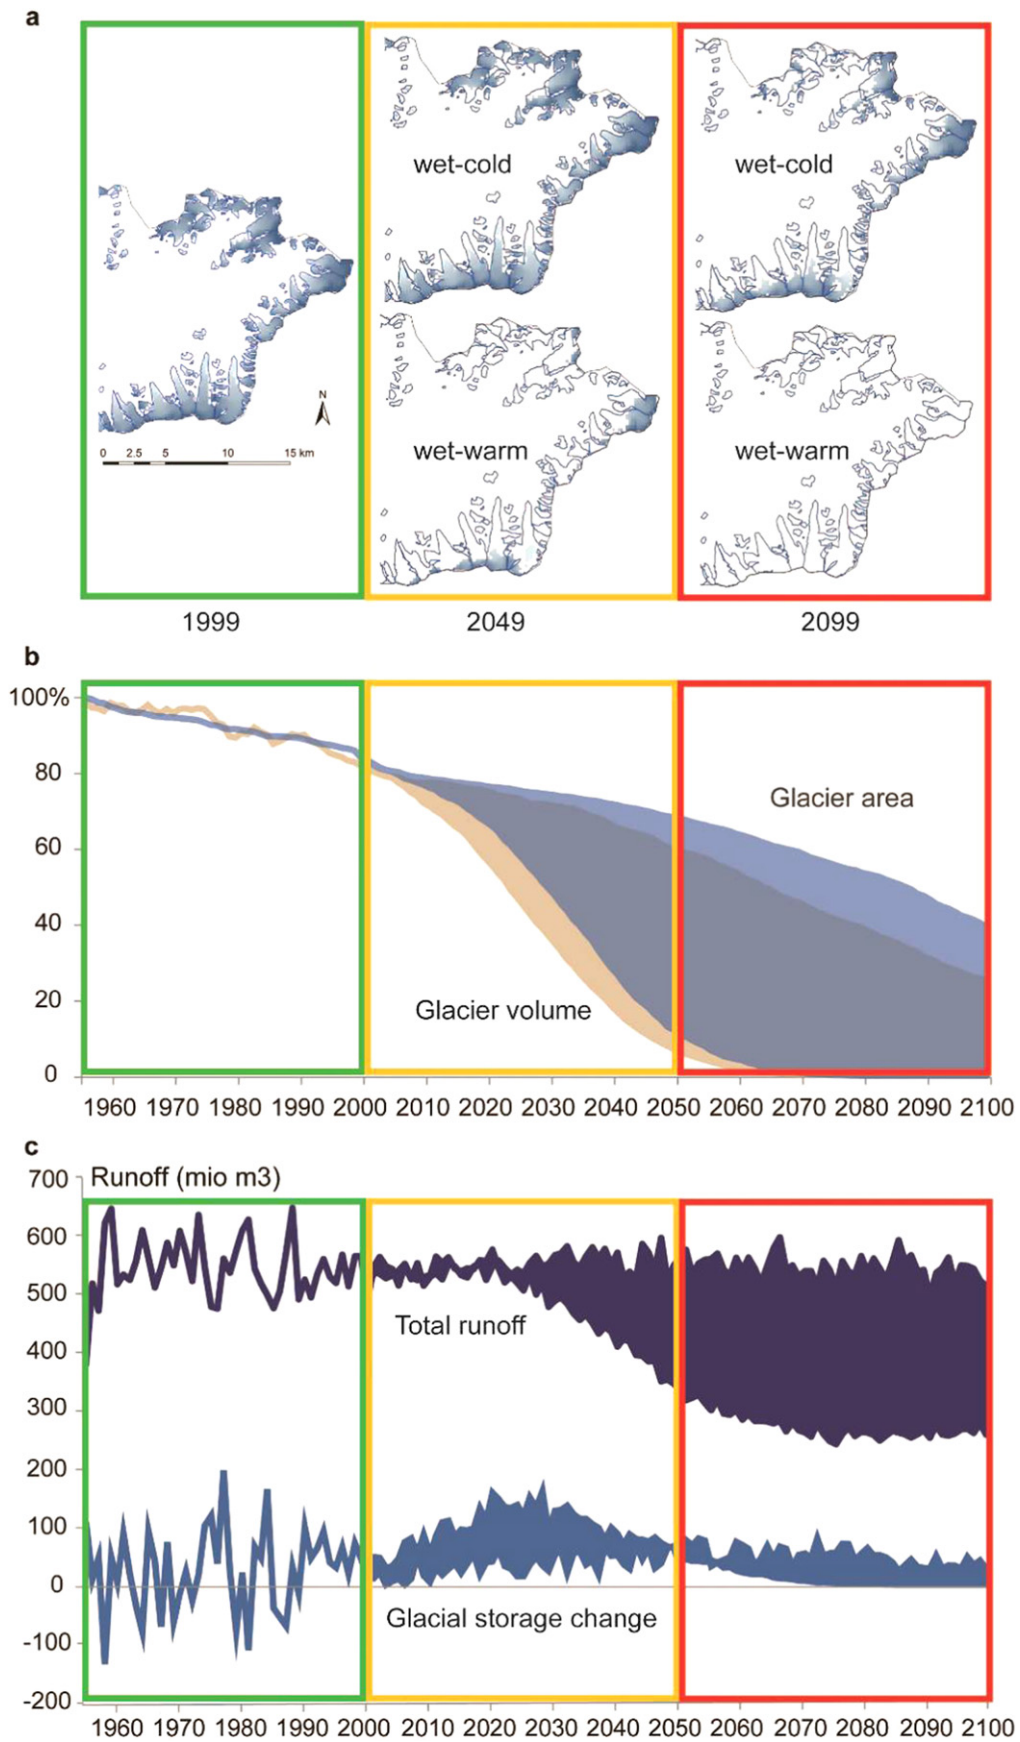 a
wet-cold
wet-cold
wet-warm
wet-warm
N
0 2.5 5 10 15 km
1999 2049 2099
b
100%
80
60
40
20
0
Glacier area
Glacier volume
1960 1970 1980 1990 2000 2010 2020 2030 2040 2050 2060 2070 2080 2090 2100
c
Runoff (mio m3)
700
600
500
400
300
200
100
0
-100
-200
Total runoff
Glacial storage change
1960 1970 1980 1990 2000 2010 2020 2030 2040 2050 2060 2070 2080 2090 2100